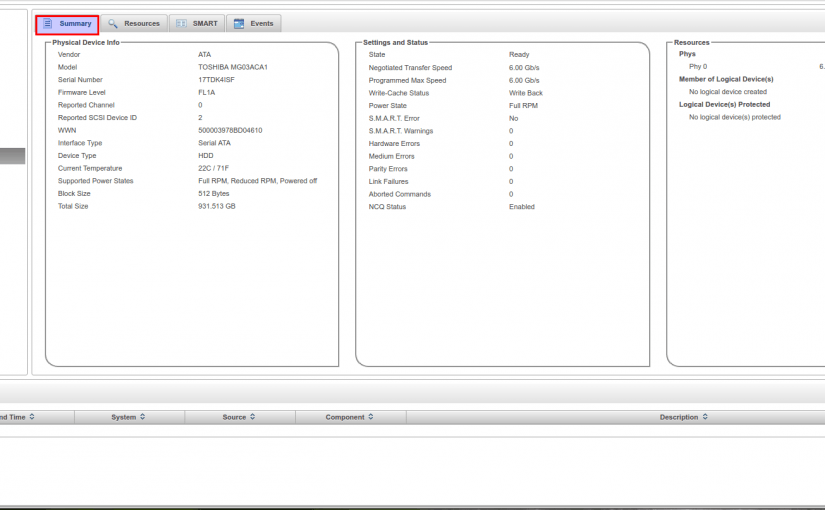 Summary Resources SMART Events
Physical Device Info
Vendor ATA
Model TOSHIBA MG03ACA1
Serial Number 17TDK4ISF
Firmware Level FL1A
Reported Channel 0
Reported SCSI Device ID 2
WWN 500003978BD04610
Interface Type Serial ATA
Device Type HDD
Current Temperature 22C / 71F
Supported Power States Full RPM, Reduced RPM, Powered off
Block Size 512 Bytes
Total Size 931.513 GB
Settings and Status
State Ready
Negotiated Transfer Speed 6.00 Gb/s
Programmed Max Speed 6.00 Gb/s
Write-Cache Status Write Back
Power State Full RPM
S.M.A.R.T. Error No
S.M.A.R.T. Warnings 0
Hardware Errors 0
Medium Errors 0
Parity Errors 0
Link Failures 0
Aborted Commands 0
NCQ Status Enabled
Resources
Phys
Phy 0 6.
Member of Logical Device(s)
No logical device created
Logical Device(s) Protected
No logical device(s) protected
nd Time System Source Component Description